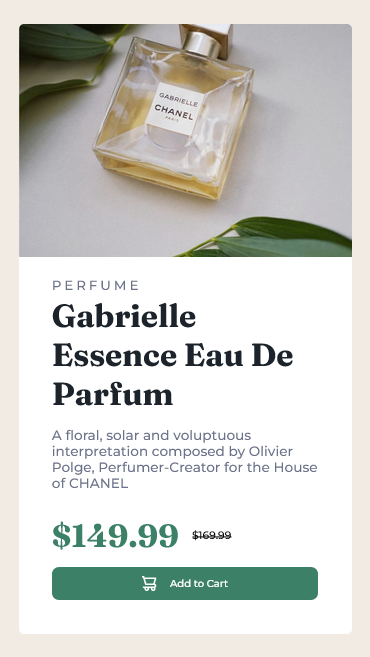 GABRIELLE
CHANEL
PARIS
PERFUME
Gabrielle
Essence Eau De
Parfum
A floral, solar and voluptuous
interpretation composed by Olivier
Polge, Perfumer-Creator for the House
of CHANEL
$149.99 $169.99
Add to Cart